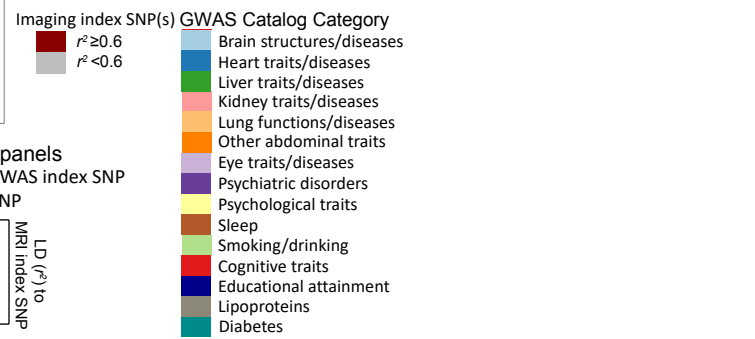 Imaging index SNP(s)
r² ≥0.6
r² <0.6
GWAS Catalog Category
Brain structures/diseases
Heart traits/diseases
Liver traits/diseases
Kidney traits/diseases
Lung functions/diseases
Other abdominal traits
Eye traits/diseases
Psychiatric disorders
Psychological traits
Sleep
Smoking/drinking
Cognitive traits
Educational attainment
Lipoproteins
Diabetes
panels
WAS index SNP
NP
LD (r²) to
MRI index SNP